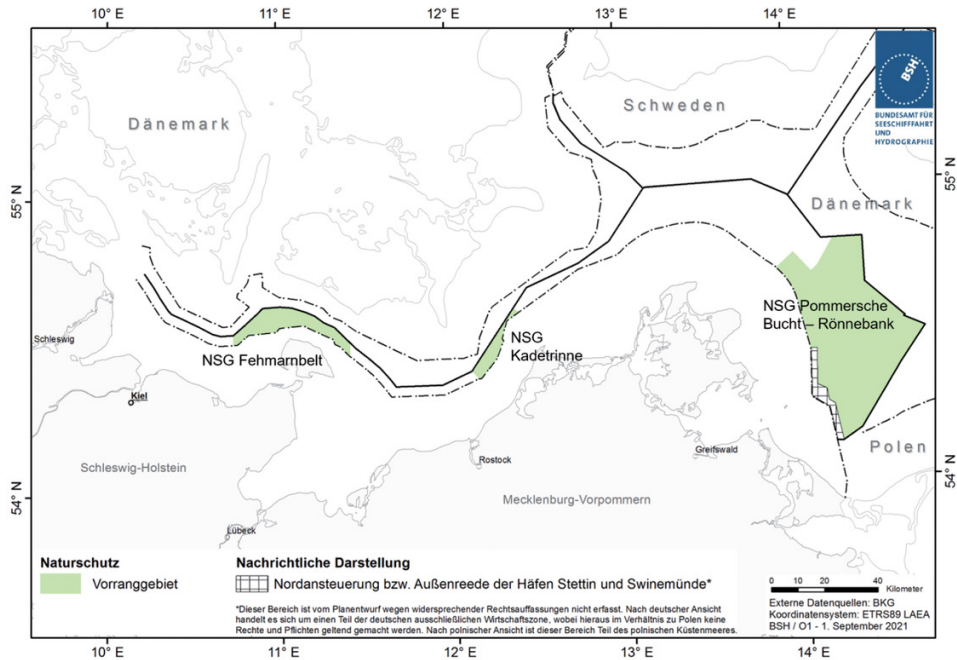 10° E
11° E
12° E
13° E
14° E
BSH
BUNDESAMT FÜR
SEESCHIFFFAHRT
UND
HYDROGRAPHIE
Schweden
Dänemark
55° N
55° N
Dänemark
NSG Pommersche
Bucht – Rönnebank
NSG
Kadetrinne
Schleswig
NSG Fehmarnbelt
Kiel
Polen
Greifswald
Rostock
Schleswig-Holstein
Mecklenburg-Vorpommern
54° N
54° N
Lübeck
Naturschutz
Vorranggebiet
Nachrichtliche Darstellung
Nordansteuerung bzw. Außenreede der Häfen Stettin und Swinemünde*
*Dieser Bereich ist vom Planentwurf wegen widersprechender Rechtsauffassungen nicht erfasst. Nach deutscher Ansicht
handelt es sich um einen Teil der deutschen ausschließlichen Wirtschaftszone, wobei hieraus im Verhältnis zu Polen keine
Rechte und Pflichten geltend gemacht werden. Nach polnischer Ansicht ist dieser Bereich Teil des polnischen Küstenmeeres.
0 10 20 40 Kilometer
Externe Datenquellen: BKG
Koordinatensystem: ETRS89 LAEA
BSH / O1 - 1. September 2021
10° E
11° E
12° E
13° E
14° E